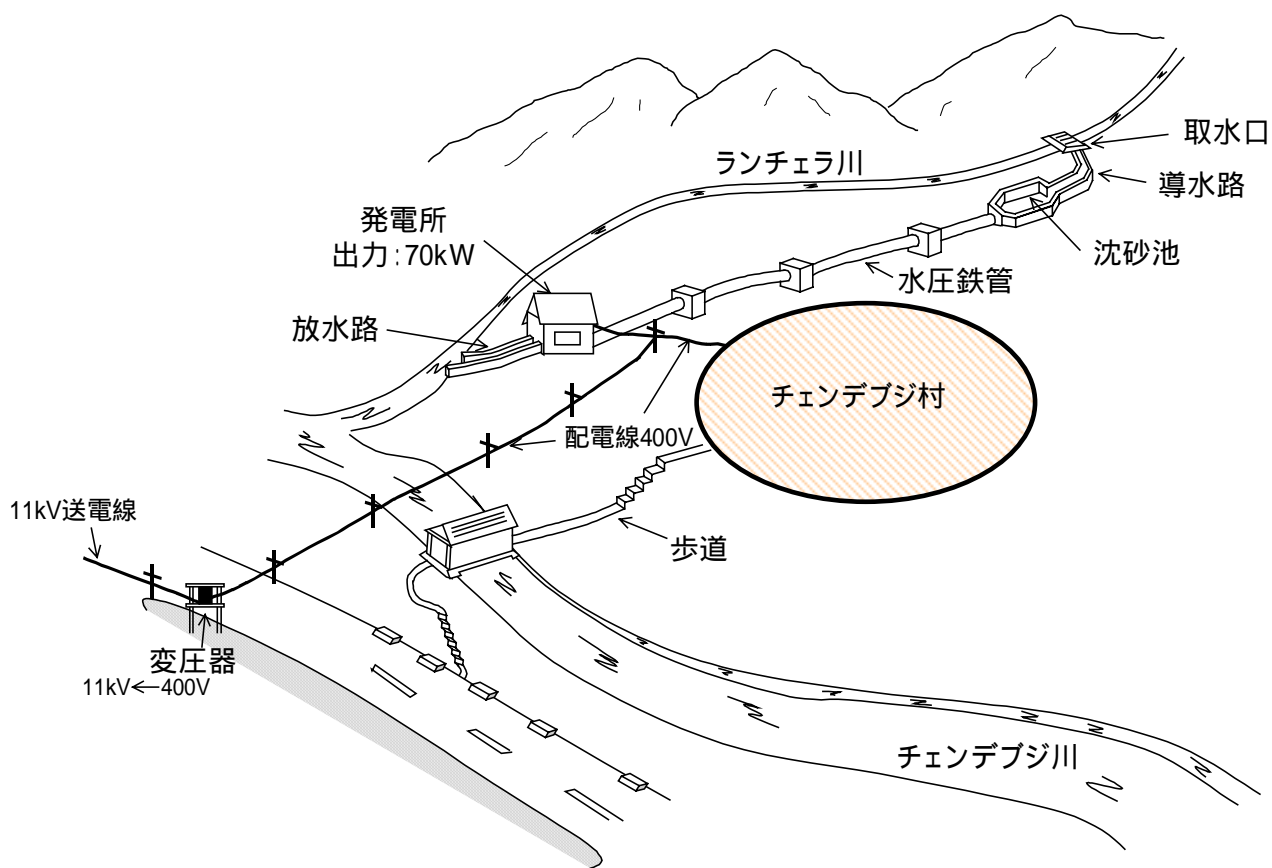 取水口
ランチェラ川
導水路
発電所
出力:70kW
沈砂池
水圧鉄管
放水路
チェンデブジ村
配電線400V
11kV送電線
歩道
変圧器
11kV←400V
チェンデブジ川